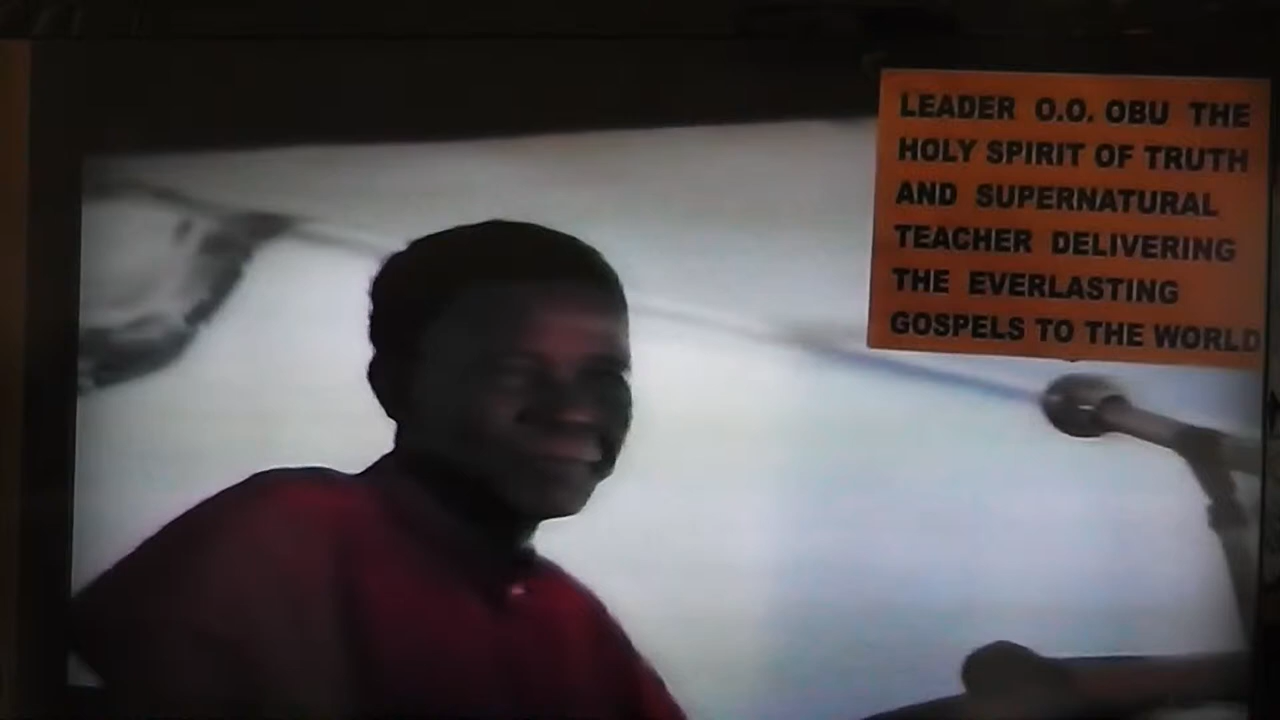 LEADER O.O. OBU THE
HOLY SPIRIT OF TRUTH
AND SUPERNATURAL
TEACHER DELIVERING
THE EVERLASTING
GOSPELS TO THE WORLD